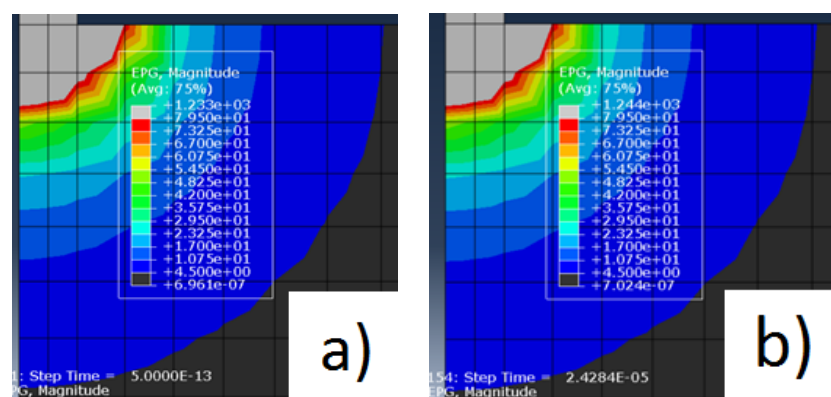 EPG, Magnitude
(Avg: 75%)
+1.233e+03
+7.950e+01
+7.325e+01
+6.700e+01
+6.075e+01
+5.450e+01
+4.825e+01
+4.200e+01
+3.575e+01
+2.950e+01
+2.325e+01
+1.700e+01
+1.075e+01
+4.500e+00
+6.961e-07
1: Step Time = 5.0000E-13
PG, Magnitude
a)
EPG, Magnitude
(Avg: 75%)
+1.244e+03
+7.950e+01
+7.325e+01
+6.700e+01
+6.075e+01
+5.450e+01
+4.825e+01
+4.200e+01
+3.575e+01
+2.950e+01
+2.325e+01
+1.700e+01
+1.075e+01
+4.500e+00
+7.024e-07
154: Step Time = 2.4284E-05
EPG, Magnitude
b)